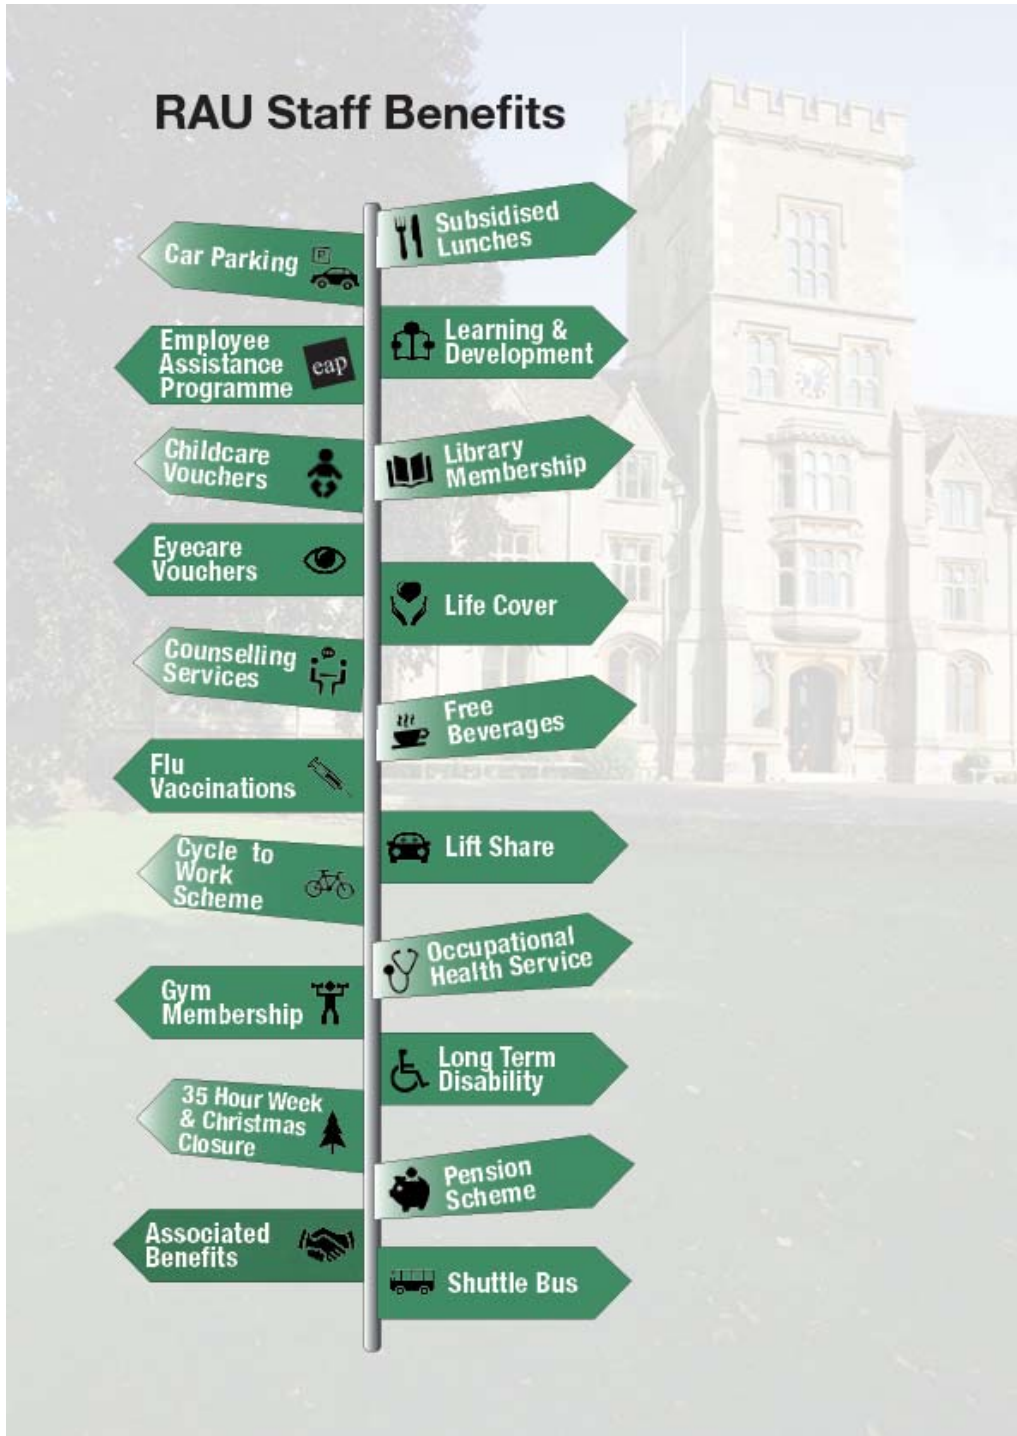 RAU Staff Benefits
Subsidised
Lunches
Car Parking
P
Learning &
Development
Employee
Assistance
Programme
eap
Library
Membership
Childcare
Vouchers
Eyecare
Vouchers
Life Cover
Counselling
Services
Free
Beverages
Flu
Vaccinations
Lift Share
Cycle to
Work
Scheme
Occupational
Health Service
Gym
Membership
Long Term
Disability
35 Hour Week
& Christmas
Closure
Pension
Scheme
Associated
Benefits
Shuttle Bus